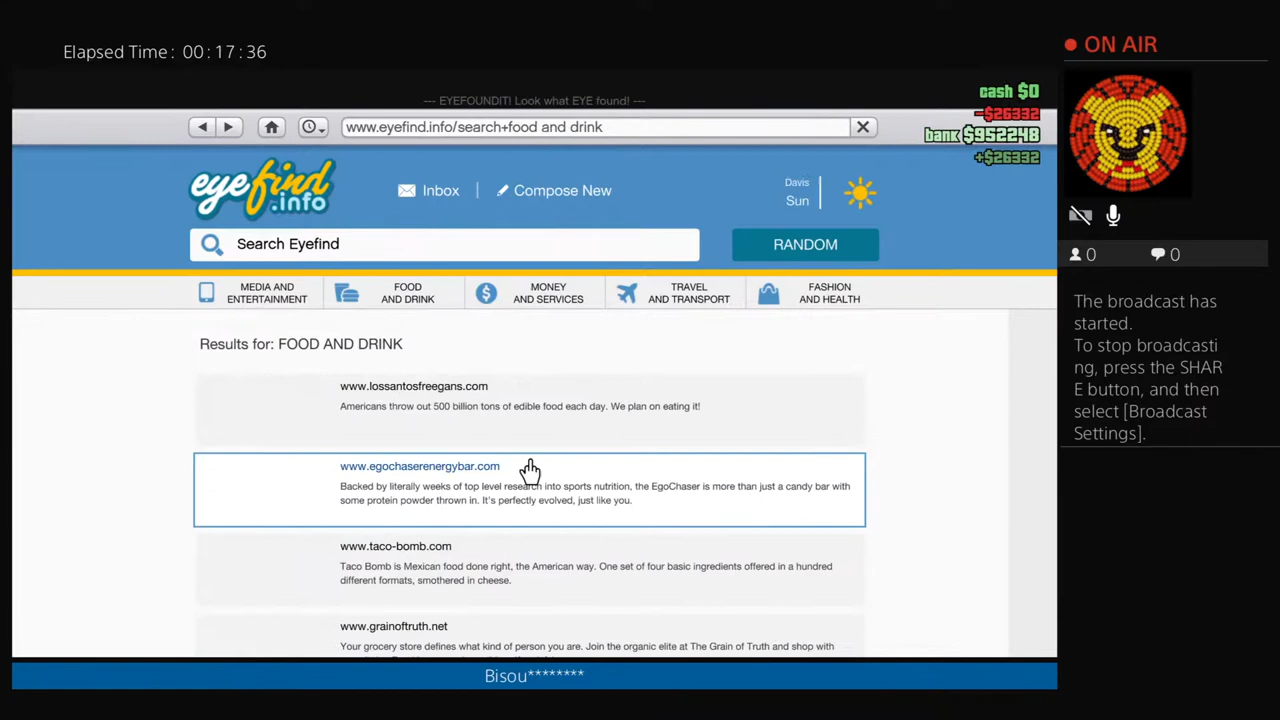 Elapsed Time: 00:17:36
ON AIR
--- EYEFOUNDIT! Look what EYE found! ---
cash $0
-$26332
bank $952248
+$26332
www.eyefind.info/search+food and drink
eyefind
.info
Inbox
Compose New
Davis
Sun
Search Eyefind
RANDOM
MEDIA AND
ENTERTAINMENT
FOOD
AND DRINK
MONEY
AND SERVICES
TRAVEL
AND TRANSPORT
FASHION
AND HEALTH
Results for: FOOD AND DRINK
www.lossantosfreegans.com
Americans throw out 500 billion tons of edible food each day. We plan on eating it!
www.egochaserenergybar.com
Backed by literally weeks of top level research into sports nutrition, the EgoChaser is more than just a candy bar with
some protein powder thrown in. It's perfectly evolved, just like you.
www.taco-bomb.com
Taco Bomb is Mexican food done right, the American way. One set of four basic ingredients offered in a hundred
different formats, smothered in cheese.
www.grainoftruth.net
Your grocery store defines what kind of person you are. Join the organic elite at The Grain of Truth and shop with
Bisou********
0
0
The broadcast has
started.
To stop broadcasti
ng, press the SHAR
E button, and then
select [Broadcast
Settings].